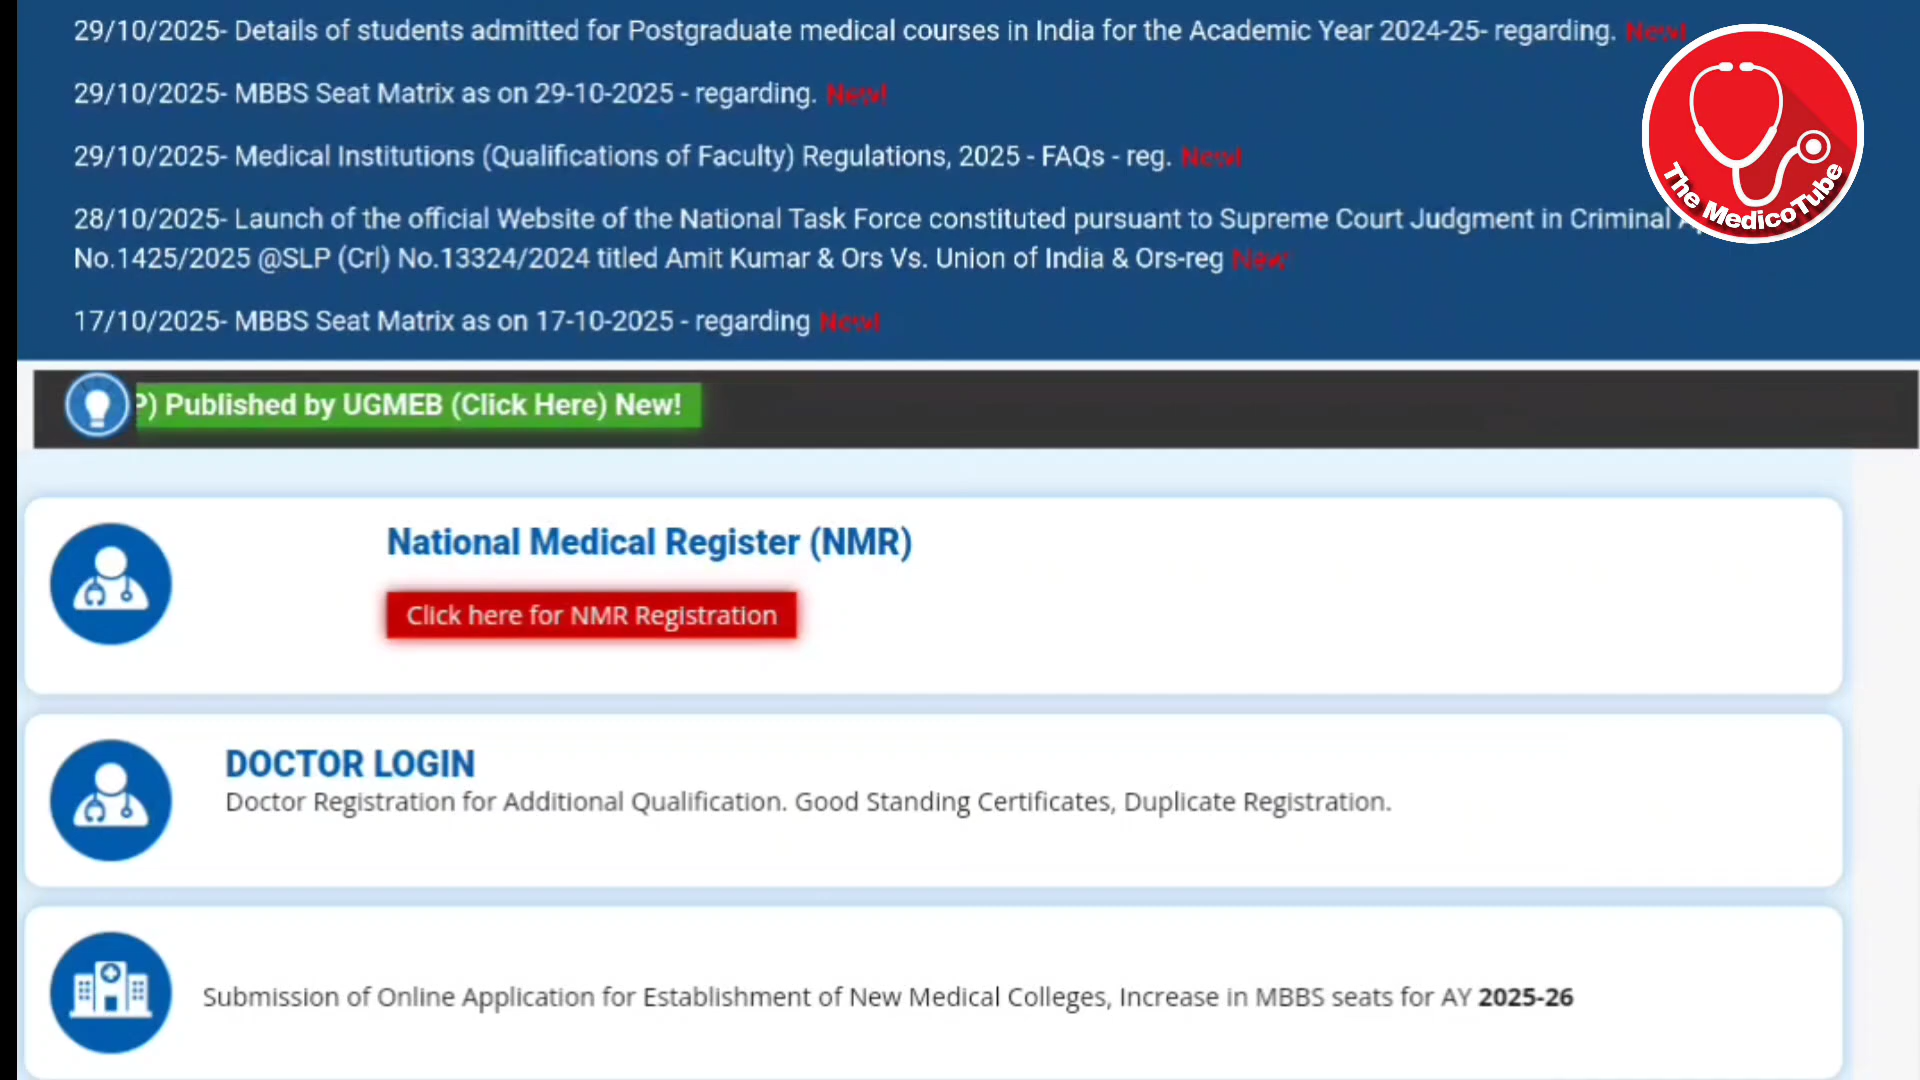 29/10/2025- Details of students admitted for Postgraduate medical courses in India for the Academic Year 2024-25- regarding. New!
29/10/2025- MBBS Seat Matrix as on 29-10-2025 - regarding. New!
29/10/2025- Medical Institutions (Qualifications of Faculty) Regulations, 2025 - FAQs - reg. New!
28/10/2025- Launch of the official Website of the National Task Force constituted pursuant to Supreme Court Judgment in Criminal
No.1425/2025 @SLP (Crl) No.13324/2024 titled Amit Kumar & Ors Vs. Union of India & Ors-reg New
17/10/2025- MBBS Seat Matrix as on 17-10-2025 - regarding New!
The MedicoTube
P) Published by UGMEB (Click Here) New!
National Medical Register (NMR)
Click here for NMR Registration
DOCTOR LOGIN
Doctor Registration for Additional Qualification. Good Standing Certificates, Duplicate Registration.
Submission of Online Application for Establishment of New Medical Colleges, Increase in MBBS seats for AY 2025-26